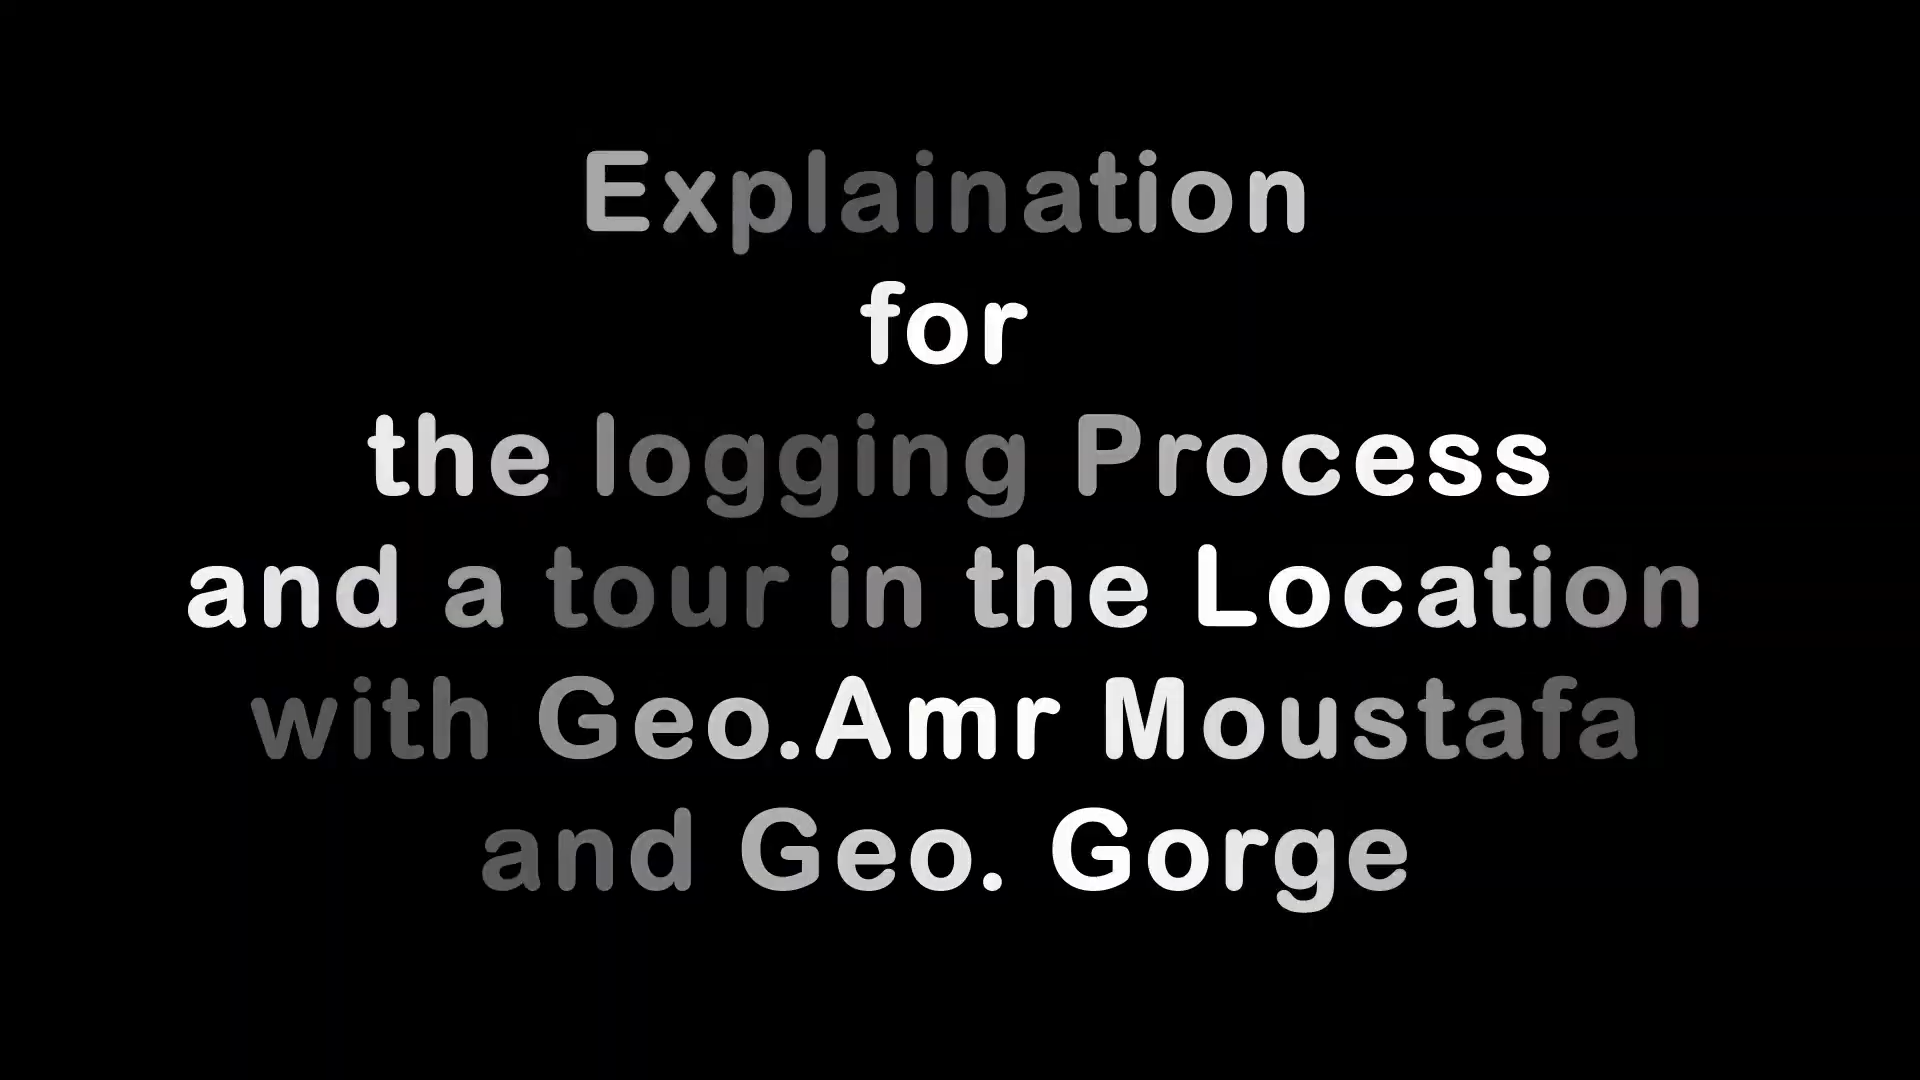 Explaination
for
the logging Process
and a tour in the Location
with Geo.Amr Moustafa
and Geo. Gorge